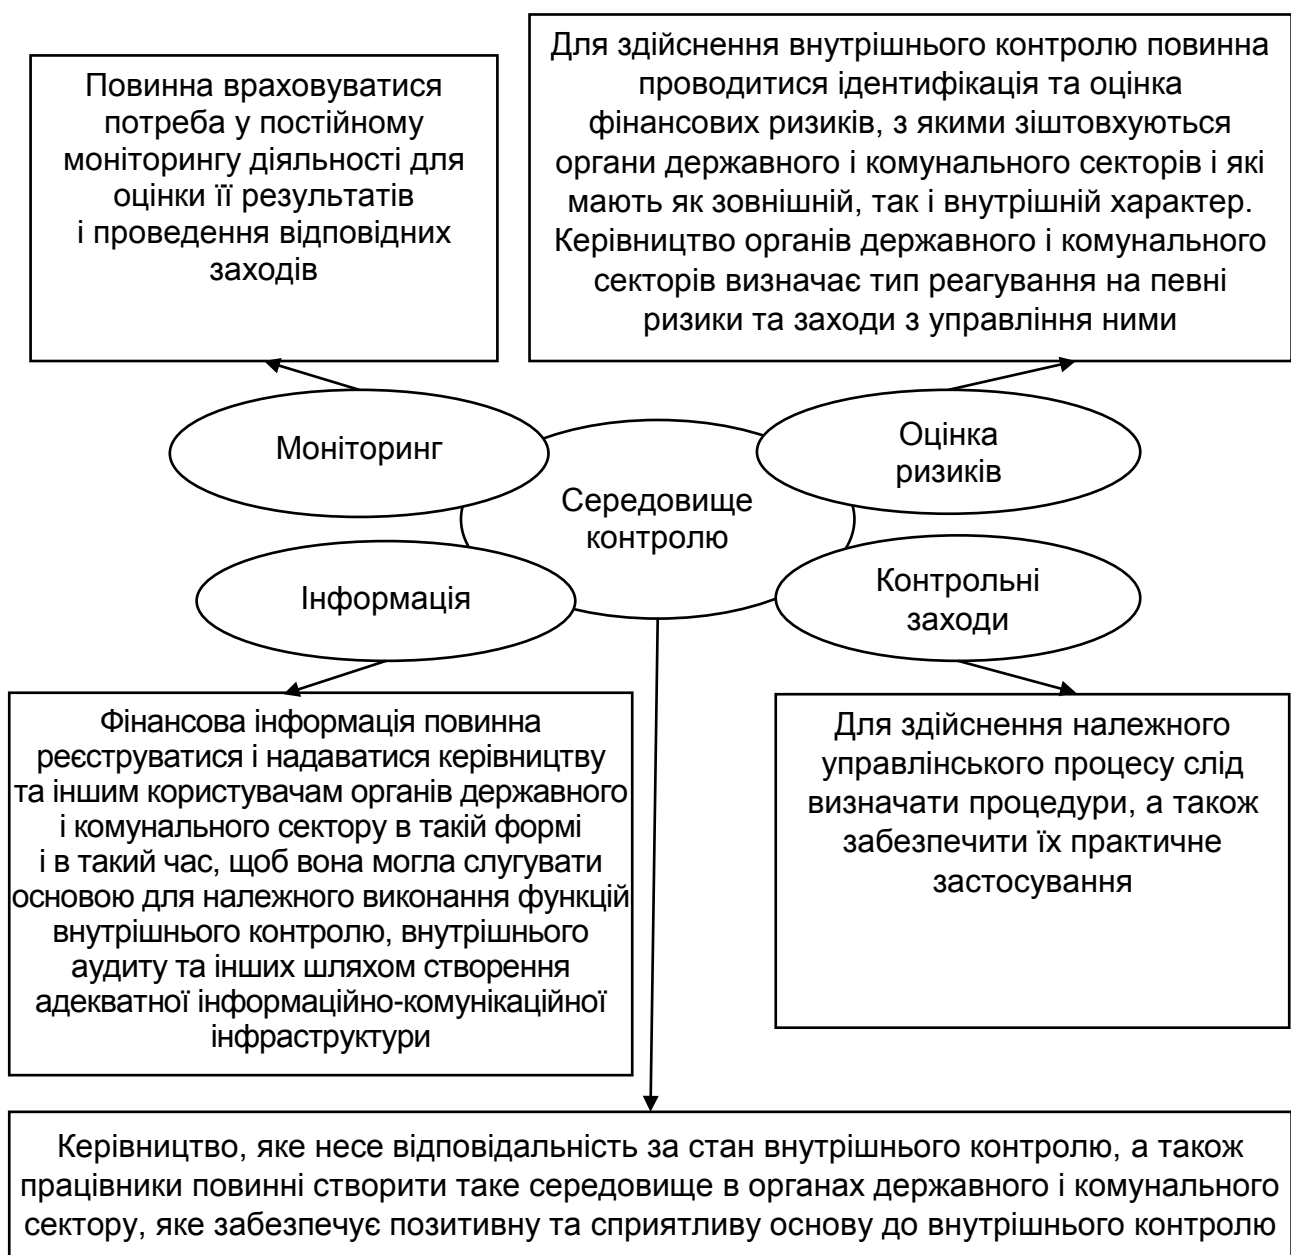 Повинна враховуватися
потреба у постійному
моніторингу діяльності для
оцінки її результатів
і проведення відповідних
заходів
Для здійснення внутрішнього контролю повинна
проводитися ідентифікація та оцінка
фінансових ризиків, з якими зіштовхуються
органи державного і комунального секторів і які
мають як зовнішній, так і внутрішній характер.
Керівництво органів державного і комунального
секторів визначає тип реагування на певні
ризики та заходи з управління ними
Моніторинг
Оцінка
ризиків
Середовище
контролю
Інформація
Контрольні
заходи
Фінансова інформація повинна
реєструватися і надаватися керівництву
та іншим користувачам органів державного
і комунального сектору в такій формі
і в такий час, щоб вона могла слугувати
основою для належного виконання функцій
внутрішнього контролю, внутрішнього
аудиту та інших шляхом створення
адекватної інформаційно-комунікаційної
інфраструктури
Для здійснення належного
управлінського процесу слід
визначати процедури, а також
забезпечити їх практичне
застосування
Керівництво, яке несе відповідальність за стан внутрішнього контролю, а також
працівники повинні створити таке середовище в органах державного і комунального
сектору, яке забезпечує позитивну та сприятливу основу до внутрішнього контролю